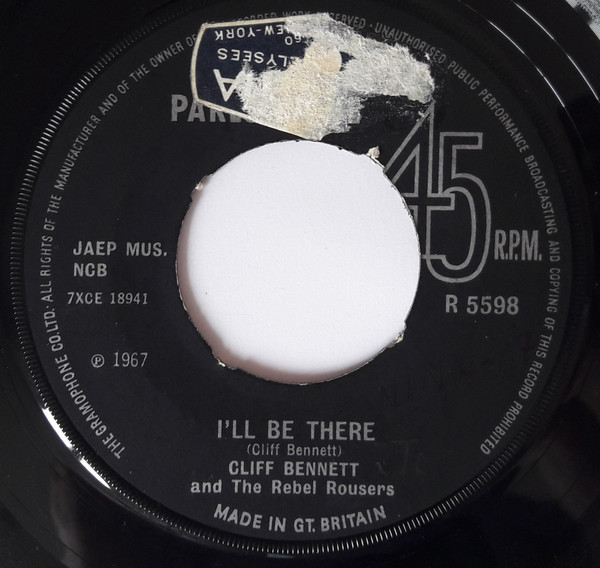 THE GRAMOPHONE CO.LTD. ALL RIGHTS OF THE MANUFACTURER AND OF THE OWNER OF RECORDED WORK RESERVED · UNAUTHORISED PUBLIC PERFORMANCE BROADCASTING AND COPYING OF THIS RECORD PROHIBITED
ELYSEES
NEW-YORK
45
R.P.M.
JAEP MUS.
NCB
7XCE 18941
R 5598
℗ 1967
I'LL BE THERE
(Cliff Bennett)
CLIFF BENNETT
and The Rebel Rousers
MADE IN GT. BRITAIN